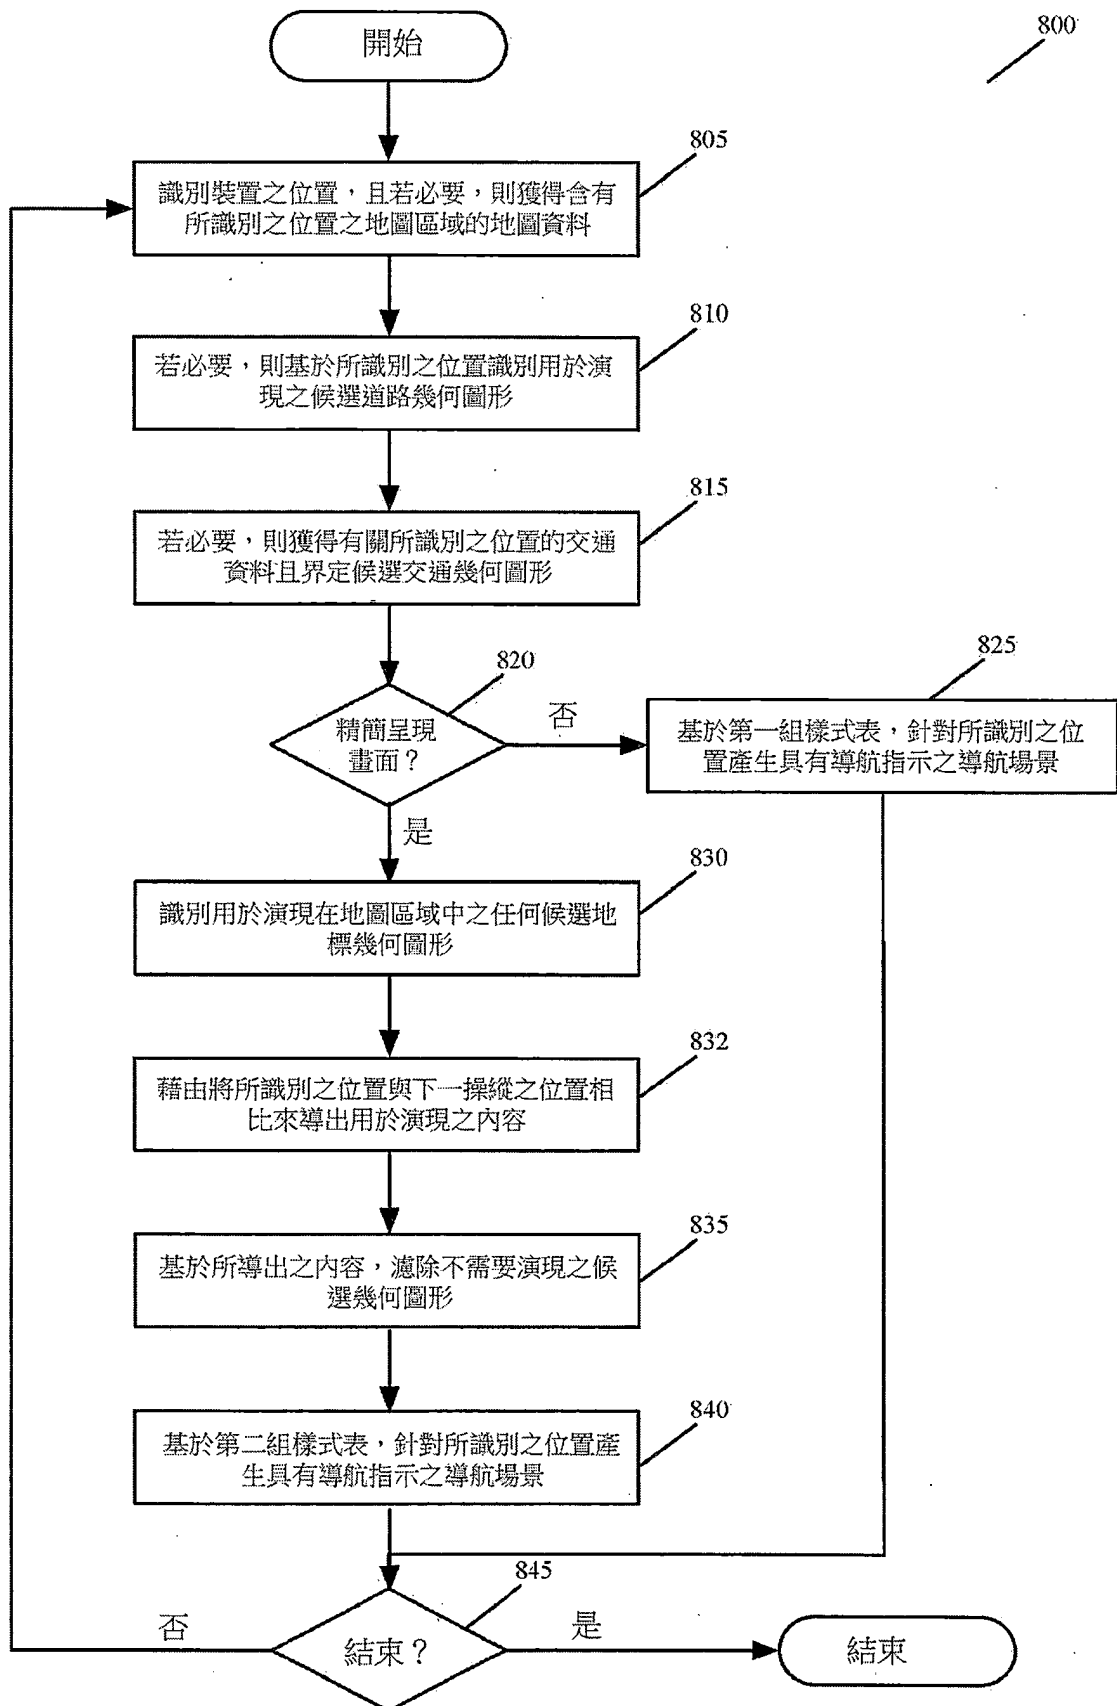 開始
800
805
識別裝置之位置，且若必要，則獲得含有
所識別之位置之地圖區域的地圖資料
810
若必要，則基於所識別之位置識別用於演
現之候選道路幾何圖形
815
若必要，則獲得有關所識別之位置的交通
資料且界定候選交通幾何圖形
820
精簡呈現
畫面？
否
825
基於第一組樣式表，針對所識別之位
置產生具有導航指示之導航場景
是
830
識別用於演現在地圖區域中之任何候選地
標幾何圖形
832
藉由將所識別之位置與下一操縱之位置相
比來導出用於演現之內容
835
基於所導出之內容，濾除不需要演現之候
選幾何圖形
840
基於第二組樣式表，針對所識別之位置產
生具有導航指示之導航場景
845
否
結束？
是
結束